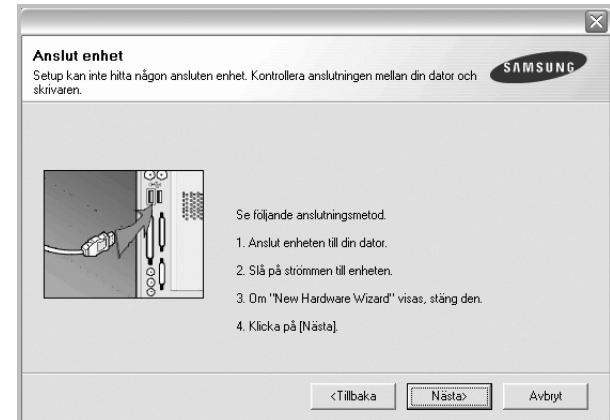 Anslut enhet
Setup kan inte hitta någon ansluten enhet. Kontrollera anslutningen mellan din dator och
skrivaren.
SAMSUNG
Se följande anslutningsmetod.
1. Anslut enheten till din dator.
2. Slå på strömmen till enheten.
3. Om "New Hardware Wizard" visas, stäng den.
4. Klicka på [Nästa].
<Tillbaka
Nästa>
Avbryt